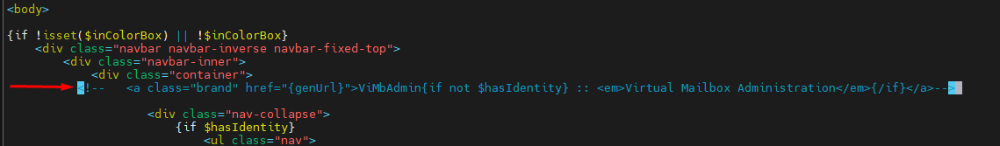 <body>
{if !isset($inColorBox) || !$inColorBox}
<div class="navbar navbar-inverse navbar-fixed-top">
<div class="navbar-inner">
<div class="container">
<!--   <a class="brand" href="{genUrl}">ViMbAdmin{if not $hasIdentity} :: <em>Virtual Mailbox Administration</em>{/if}</a>-->
<div class="nav-collapse">
{if $hasIdentity}
<ul class="nav">